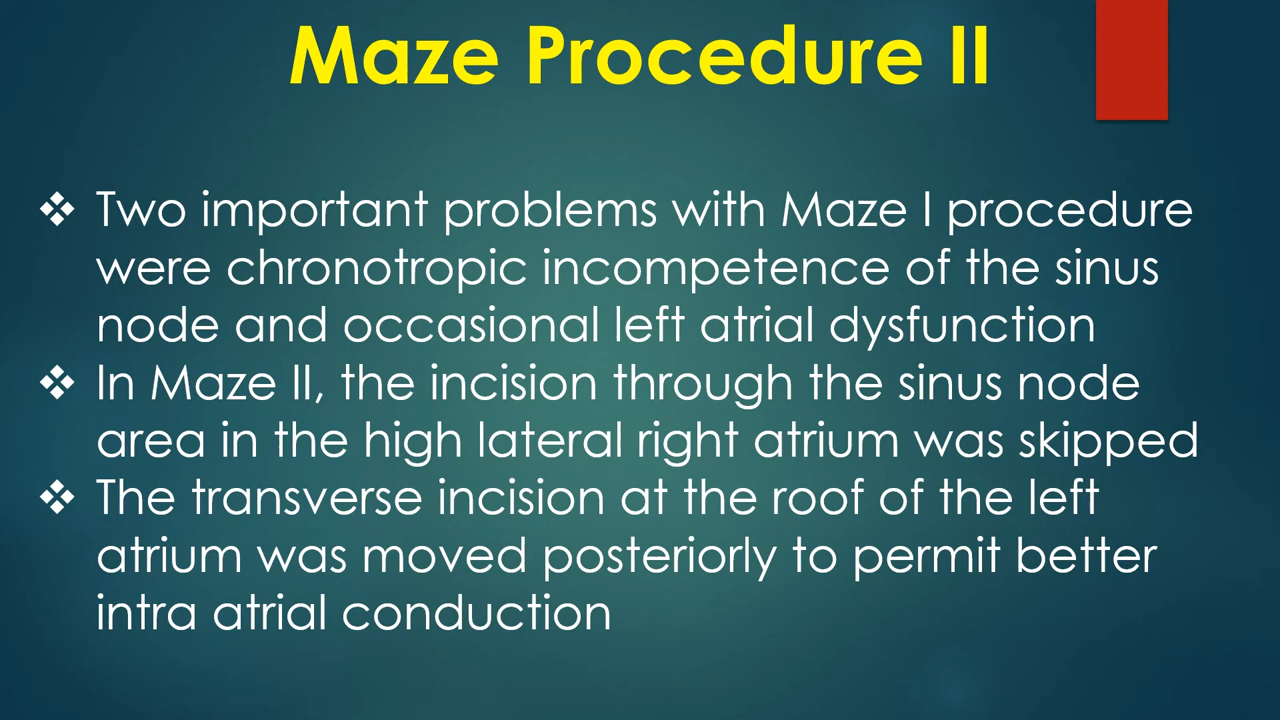 Maze Procedure II
❖ Two important problems with Maze I procedure
were chronotropic incompetence of the sinus
node and occasional left atrial dysfunction
❖ In Maze II, the incision through the sinus node
area in the high lateral right atrium was skipped
❖ The transverse incision at the roof of the left
atrium was moved posteriorly to permit better
intra atrial conduction